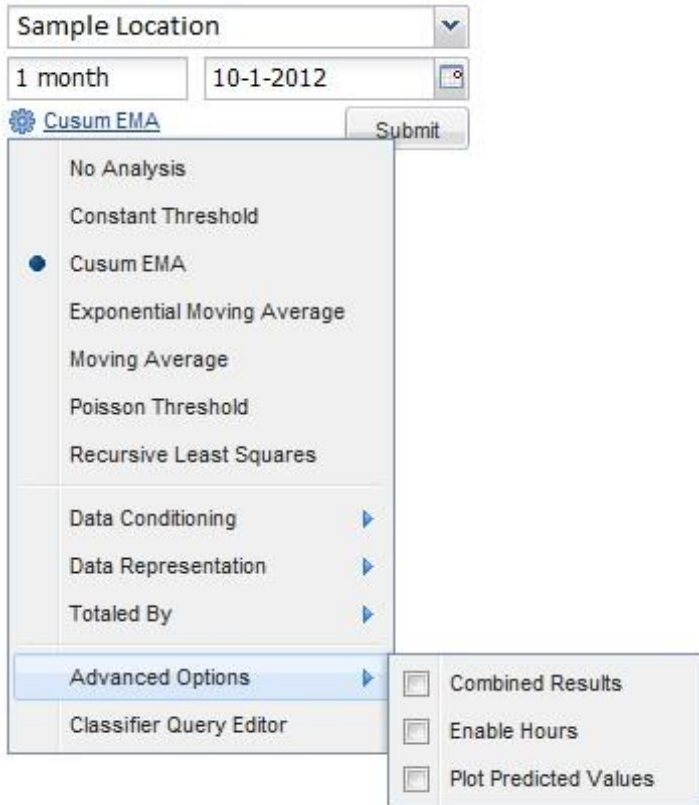 Sample Location
1 month 10-1-2012
Cusum EMA Submit
No Analysis
Constant Threshold
Cusum EMA
Exponential Moving Average
Moving Average
Poisson Threshold
Recursive Least Squares
Data Conditioning
Data Representation
Totaled By
Advanced Options
Classifier Query Editor
Combined Results
Enable Hours
Plot Predicted Values